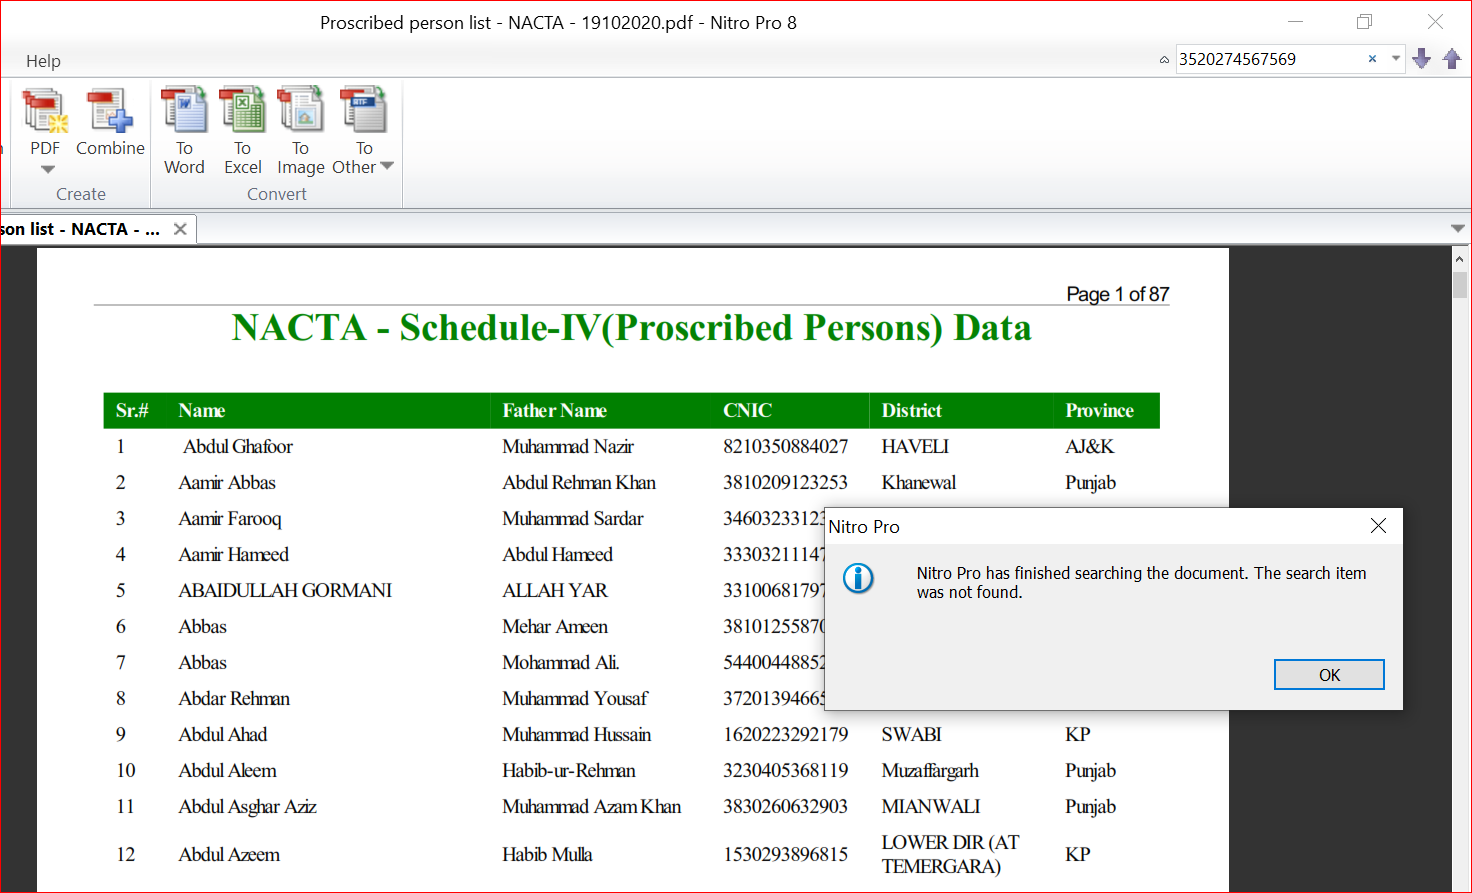 Proscribed person list - NACTA - 19102020.pdf - Nitro Pro 8
Help
3520274567569
PDF
Combine
To Word
To Excel
To Image
To Other
Create
Convert
son list - NACTA - ...
Page 1 of 87
NACTA - Schedule-IV(Proscribed Persons) Data
Sr.# Name Father Name CNIC District Province
1 Abdul Ghafoor Muhammad Nazir 8210350884027 HAVELI AJ&K
2 Aamir Abbas Abdul Rehman Khan 3810209123253 Khanewal Punjab
3 Aamir Farooq Muhammad Sardar 34603233123
4 Aamir Hameed Abdul Hameed 33303211147
5 ABAIDULLAH GORMANI ALLAH YAR 33100681797
6 Abbas Mehar Ameen 38101255870
7 Abbas Mohammad Ali. 54400448852
8 Abdar Rehman Muhammad Yousaf 37201394665
9 Abdul Ahad Muhammad Hussain 1620223292179 SWABI KP
10 Abdul Aleem Habib-ur-Rehman 3230405368119 Muzaffargarh Punjab
11 Abdul Asghar Aziz Muhammad Azam Khan 3830260632903 MIANWALI Punjab
12 Abdul Azeem Habib Mulla 1530293896815 LOWER DIR (AT TEMERGARA) KP
Nitro Pro
Nitro Pro has finished searching the document. The search item
was not found.
OK